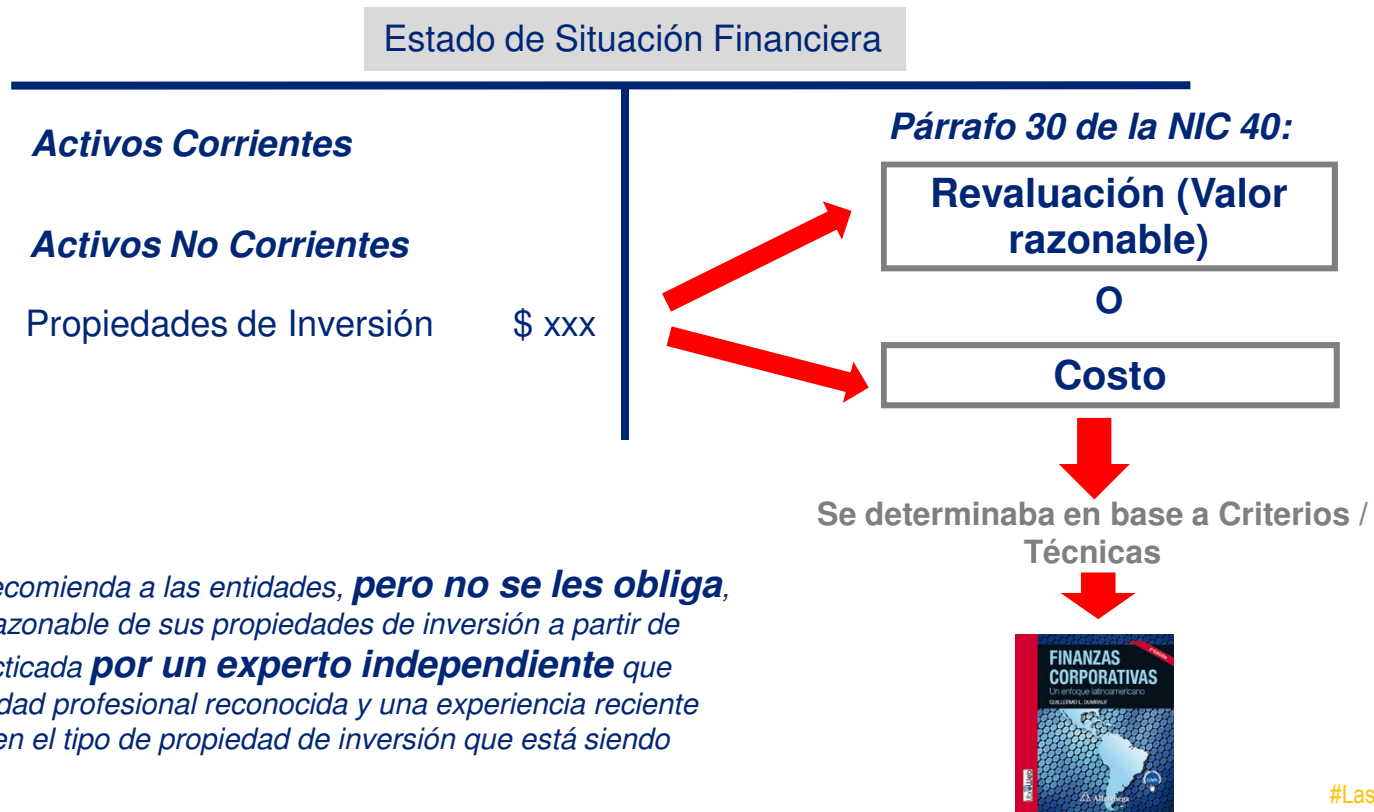 Estado de Situación Financiera
Activos Corrientes
Activos No Corrientes
Propiedades de Inversión $ xxx
Párrafo 30 de la NIC 40:
Revaluación (Valor
razonable)
O
Costo
Se determinaba en base a Criterios /
Técnicas
ecomienda a las entidades, pero no se les obliga,
azonable de sus propiedades de inversión a partir de
cticada por un experto independiente que
dad profesional reconocida y una experiencia reciente
en el tipo de propiedad de inversión que está siendo
FINANZAS
CORPORATIVAS
Un enfoque latinoamericano
GUILLERMO L. DUMRAUF
Alfaomega
#Las